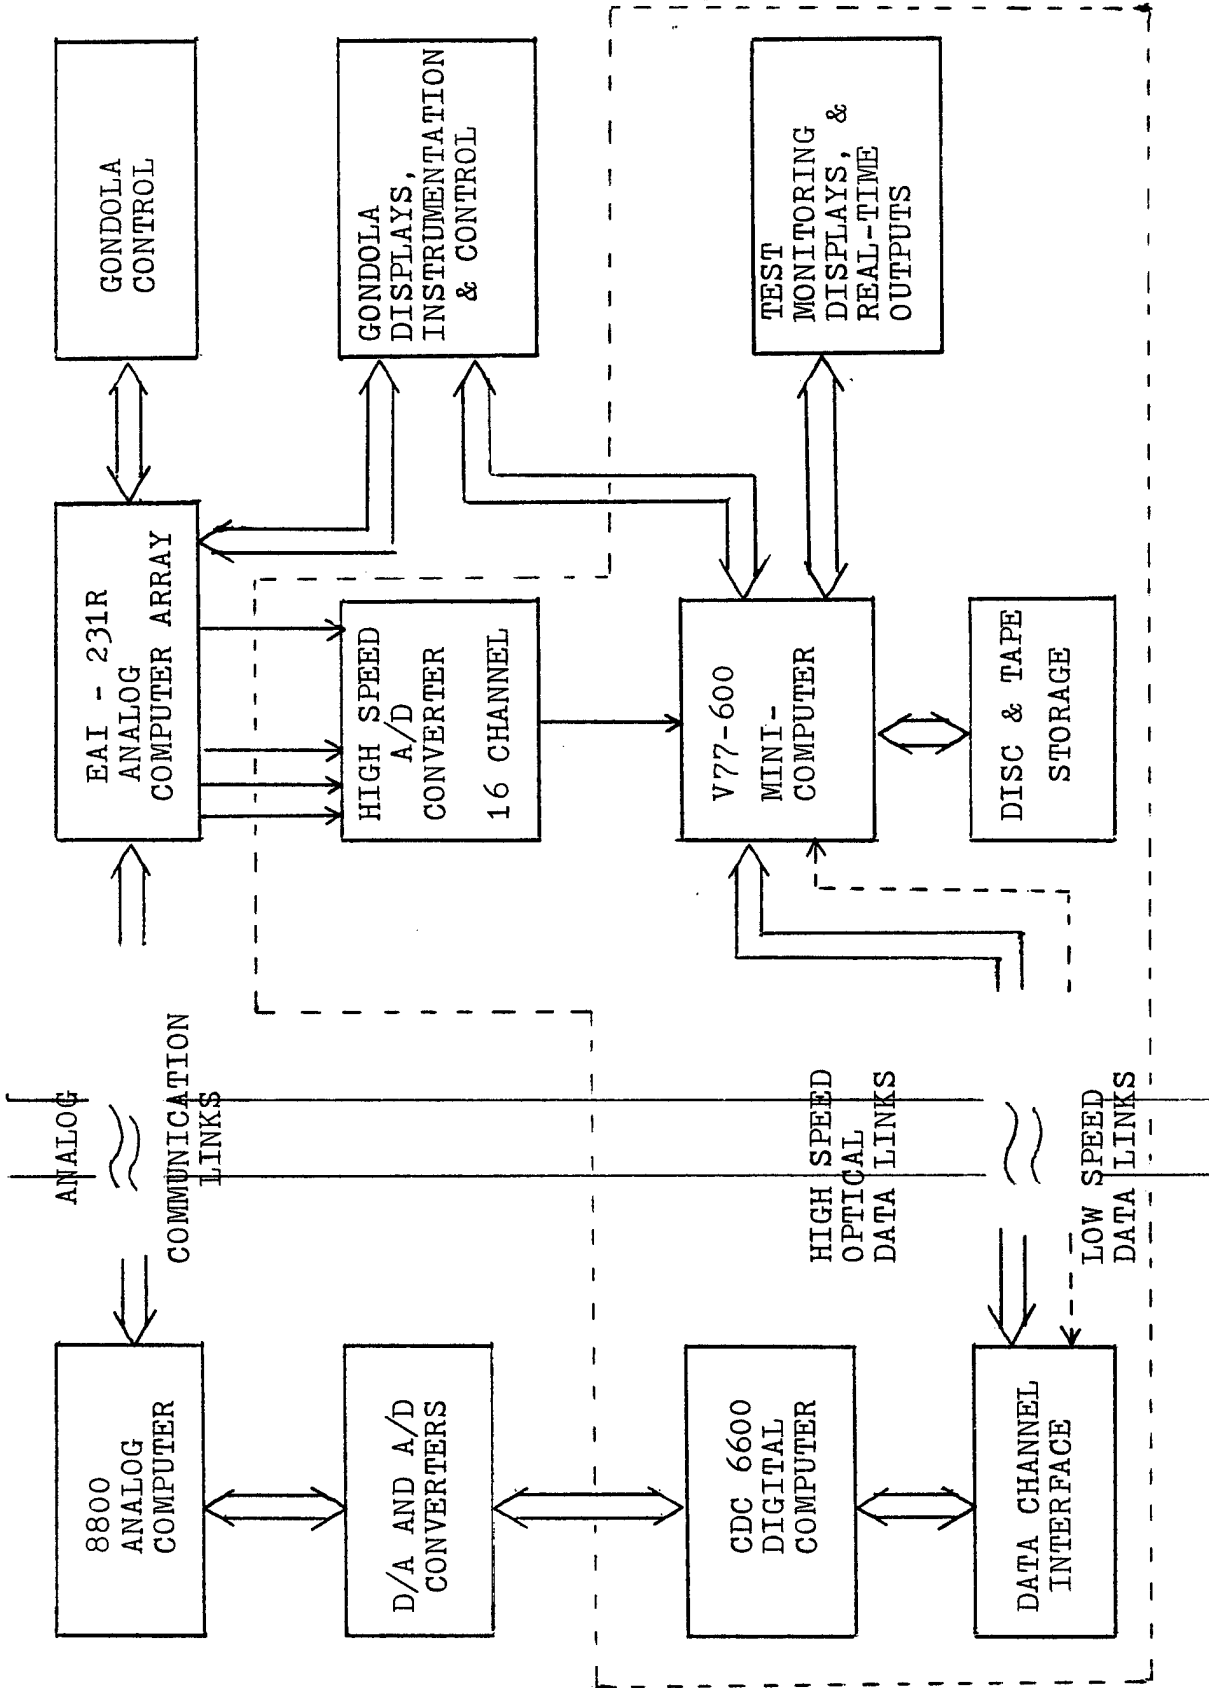 8800
ANALOG
COMPUTER
D/A AND A/D
CONVERTERS
CDC 6600
DIGITAL
COMPUTER
DATA CHANNEL
INTERFACE
ANALOG
COMMUNICATION
LINKS
HIGH SPEED
OPTICAL
DATA LINKS
LOW SPEED
DATA LINKS
EAI - 231R
ANALOG
COMPUTER ARRAY
HIGH SPEED
A/D
CONVERTER
16 CHANNEL
V77-600
MINI-
COMPUTER
DISC & TAPE
STORAGE
GONDOLA
CONTROL
GONDOLA
DISPLAYS,
INSTRUMENTATION
& CONTROL
TEST
MONITORING
DISPLAYS, &
REAL-TIME
OUTPUTS